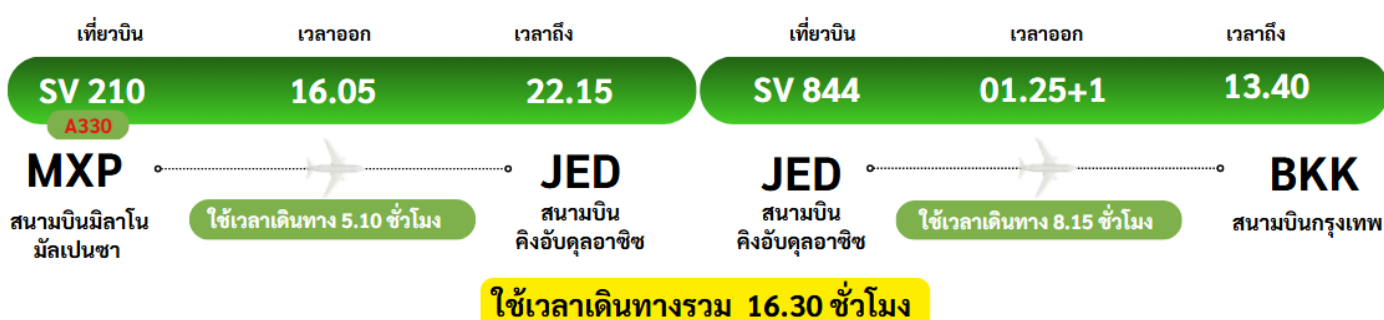 เที่ยวบิน เวลาออก เวลาถึง เที่ยวบิน เวลาออก เวลาถึง
SV 210 16.05 22.15 SV 844 01.25+1 13.40
A330
MXP JED JED BKK
สนามบินมิลาโน
มัลเปนซา
ใช้เวลาเดินทาง 5.10 ชั่วโมง
สนามบิน
คิงอับดุลอาซิซ
สนามบิน
คิงอับดุลอาซิซ
ใช้เวลาเดินทาง 8.15 ชั่วโมง
สนามบินกรุงเทพ
ใช้เวลาเดินทางรวม 16.30 ชั่วโมง